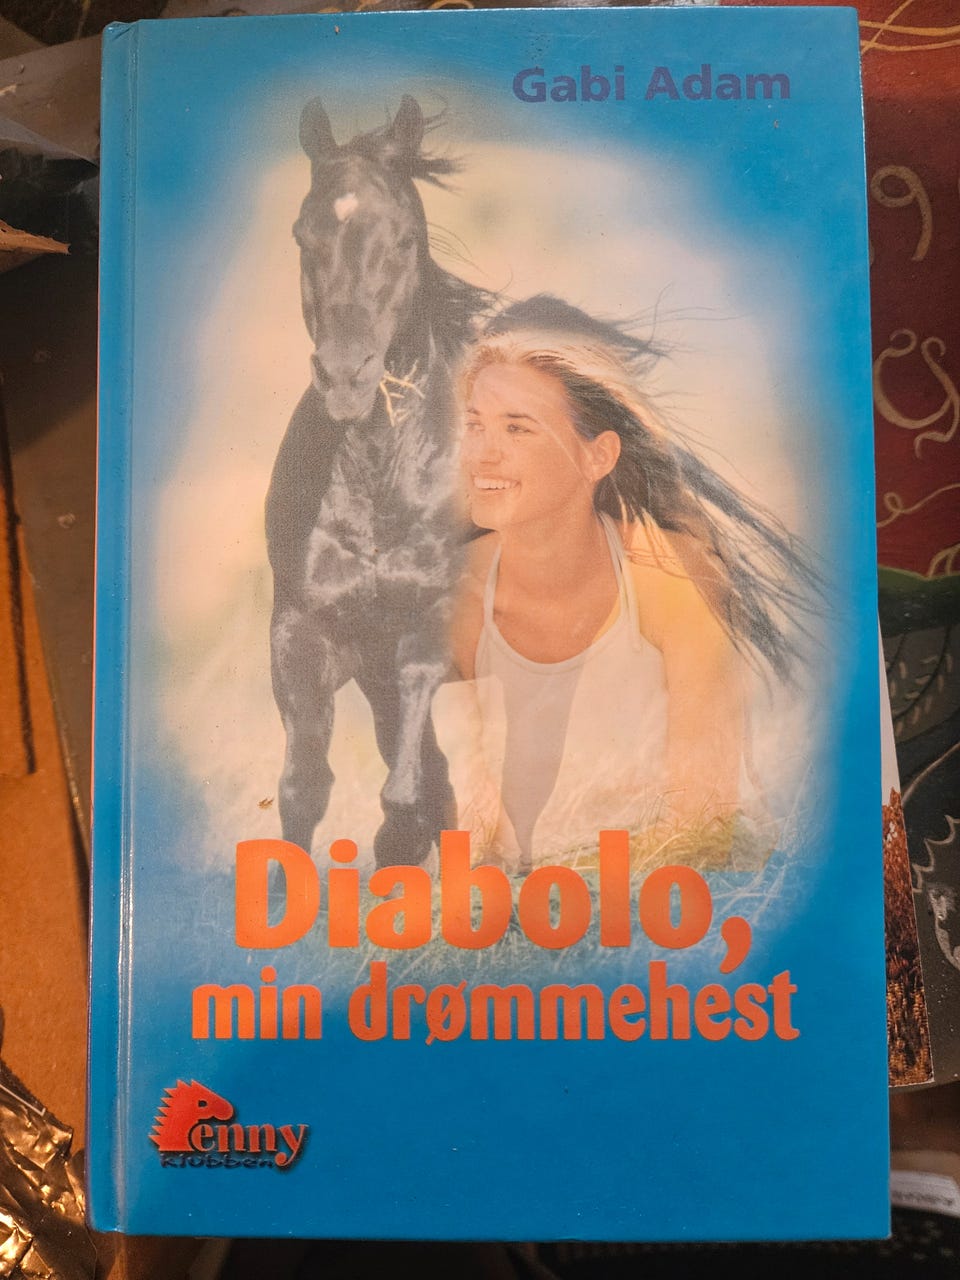 Gabi Adam
Diabolo,
min drømmehest
Penny
klubben